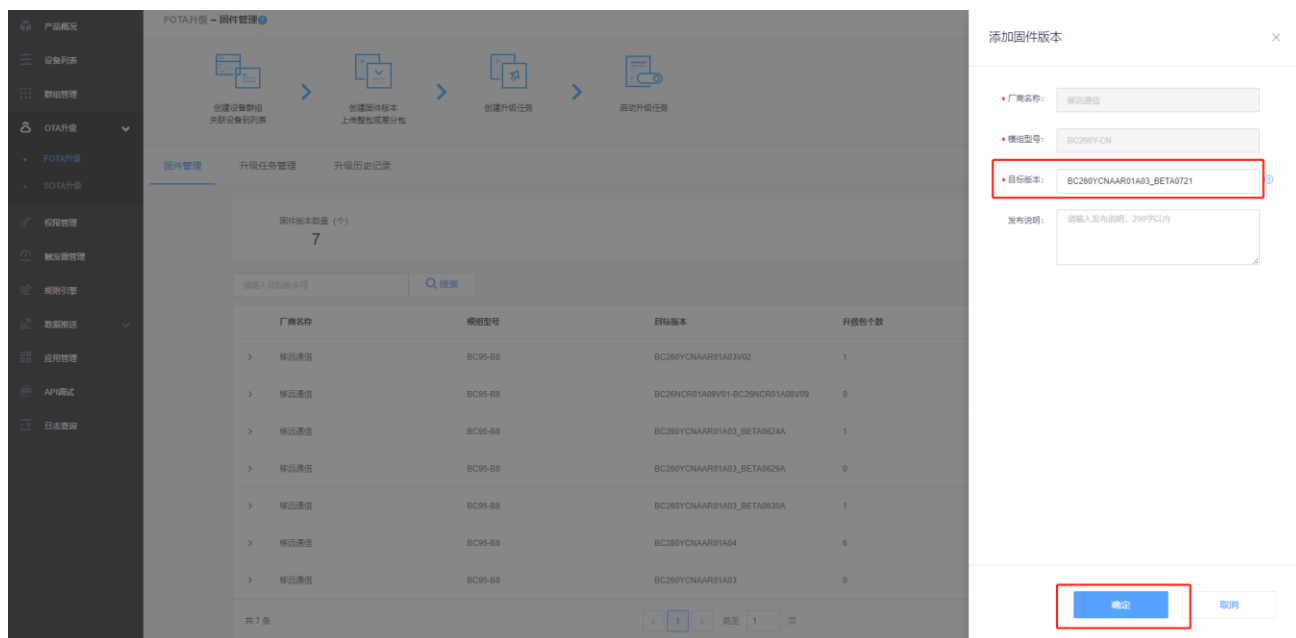 产品概况
设备列表
群组管理
OTA升级
FOTA升级
SOTA升级
权限管理
触发器管理
规则引擎
数据推送
应用管理
API调试
日志查询
FOTA升级 – 固件管理
创建设备群组
关联设备到列表
创建固件版本
上传整包或差分包
创建升级任务
启动升级任务
固件管理 升级任务管理 升级历史记录
固件版本数量（个）
7
请输入目标版本号 搜索
厂商名称 模组型号 目标版本 升级包个数
移远通信 BC95-B8 BC260YCNAAR01A03V02 1
移远通信 BC95-B8 BC26NCR01A09V01-BC26NCR01A08V09 0
移远通信 BC95-B8 BC260YCNAAR01A03_BETA0624A 1
移远通信 BC95-B8 BC260YCNAAR01A03_BETA0629A 0
移远通信 BC95-B8 BC260YCNAAR01A03_BETA0630A 1
移远通信 BC95-B8 BC260YCNAAR01A04 6
移远通信 BC95-B8 BC260YCNAAR01A03 0
共 7 条 < 1 > 跳至 1 页
添加固件版本 ×
* 厂商名称： 移远通信
* 模组型号： BC260Y-CN
* 目标版本： BC260YCNAAR01A03_BETA0721
发布说明： 请输入发布说明，200字以内
确定 取消